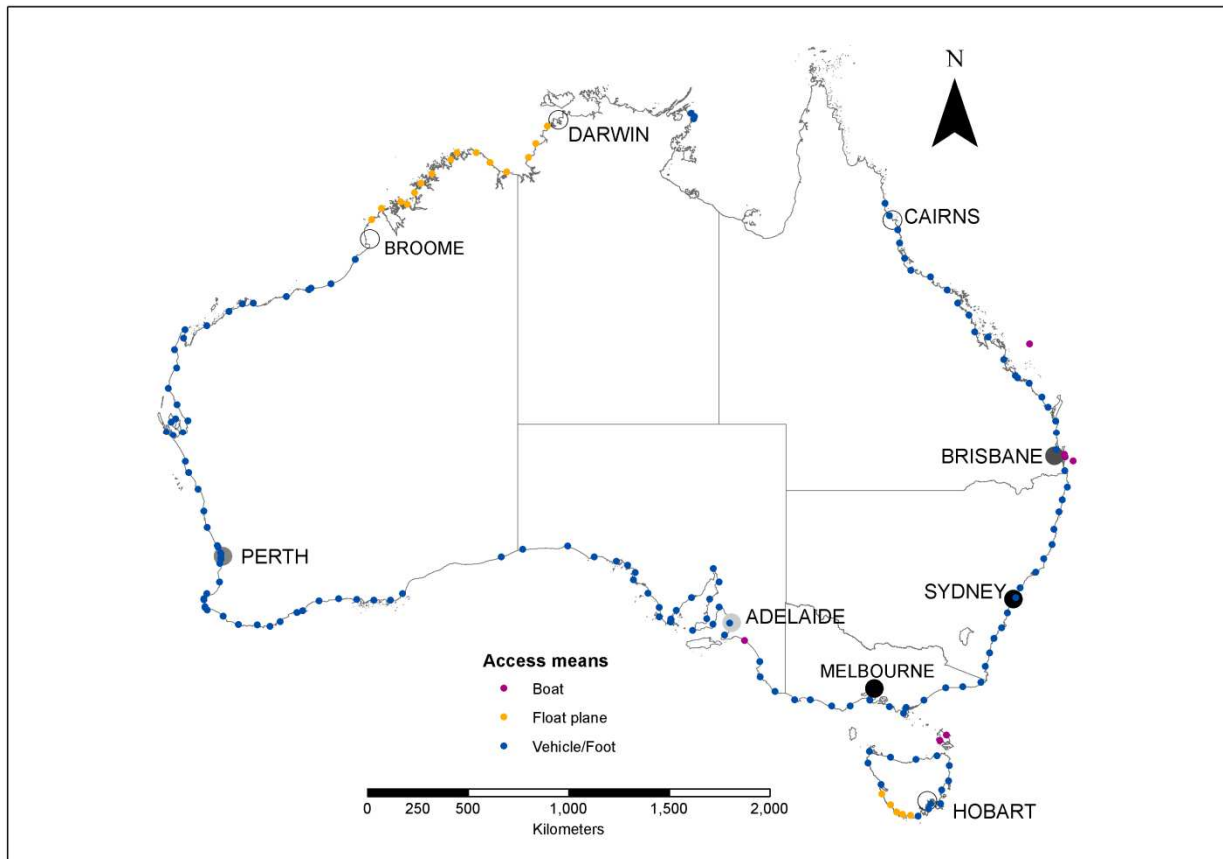 N
DARWIN
CAIRNS
BROOME
BRISBANE
PERTH
SYDNEY
ADELAIDE
MELBOURNE
Access means
Boat
Float plane
Vehicle/Foot
0 250 500 1,000 1,500 2,000
Kilometers
HOBART